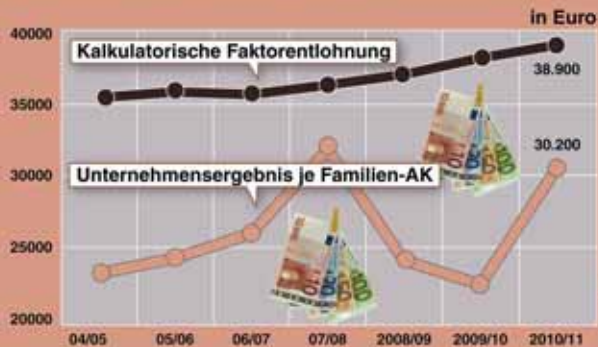 in Euro
40000
Kalkulatorische Faktorentlohnung
38.900
35000
30.200
30000
Unternehmensergebnis je Familien-AK
25000
20000
04/05 05/06 06/07 07/08 2008/09 2009/10 2010/11